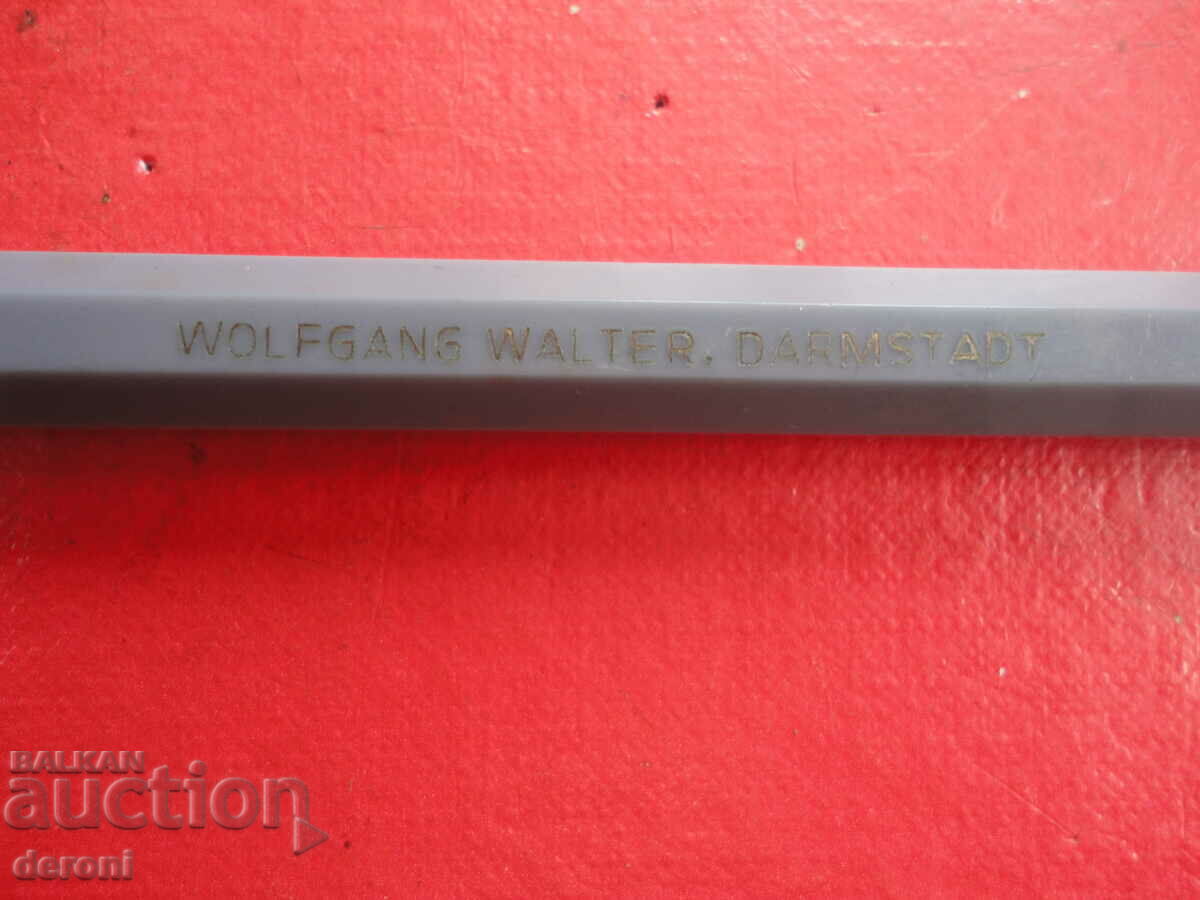 WOLFGANG WALTER. DARMSTADT
BALKAN
auction
deroni